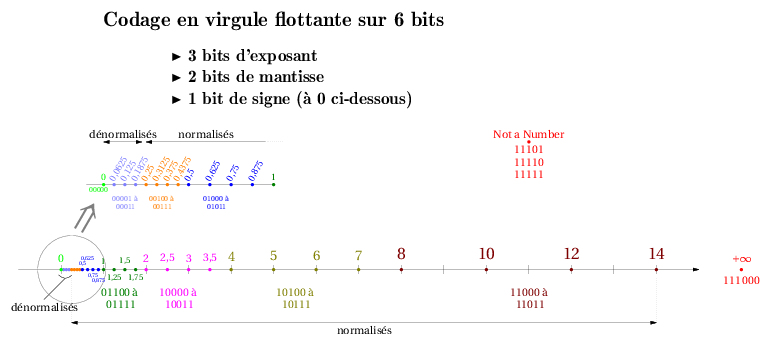 Codage en virgule flottante sur 6 bits
► 3 bits d'exposant
► 2 bits de mantisse
► 1 bit de signe (à 0 ci-dessous)
dénormalisés normalisés
Not a Number
11101
11110
11111
0 0,0625 0,125 0,1875 0,25 0,3125 0,375 0,4375 0,5 0,625 0,75 0,875 1
00000
00001 à
00011
00100 à
00111
01000 à
01011
0 0,5 0,625 0,75 0,875 1 1,25 1,5 1,75 2 2,5 3 3,5 4 5 6 7 8 10 12 14 +∞
111000
01100 à
01111
10000 à
10011
10100 à
10111
11000 à
11011
dénormalisés
normalisés